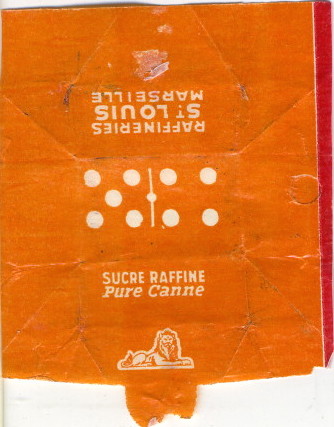 RAFFINERIES
ST LOUIS
MARSEILLE
SUCRE RAFFINE
Pure Canne